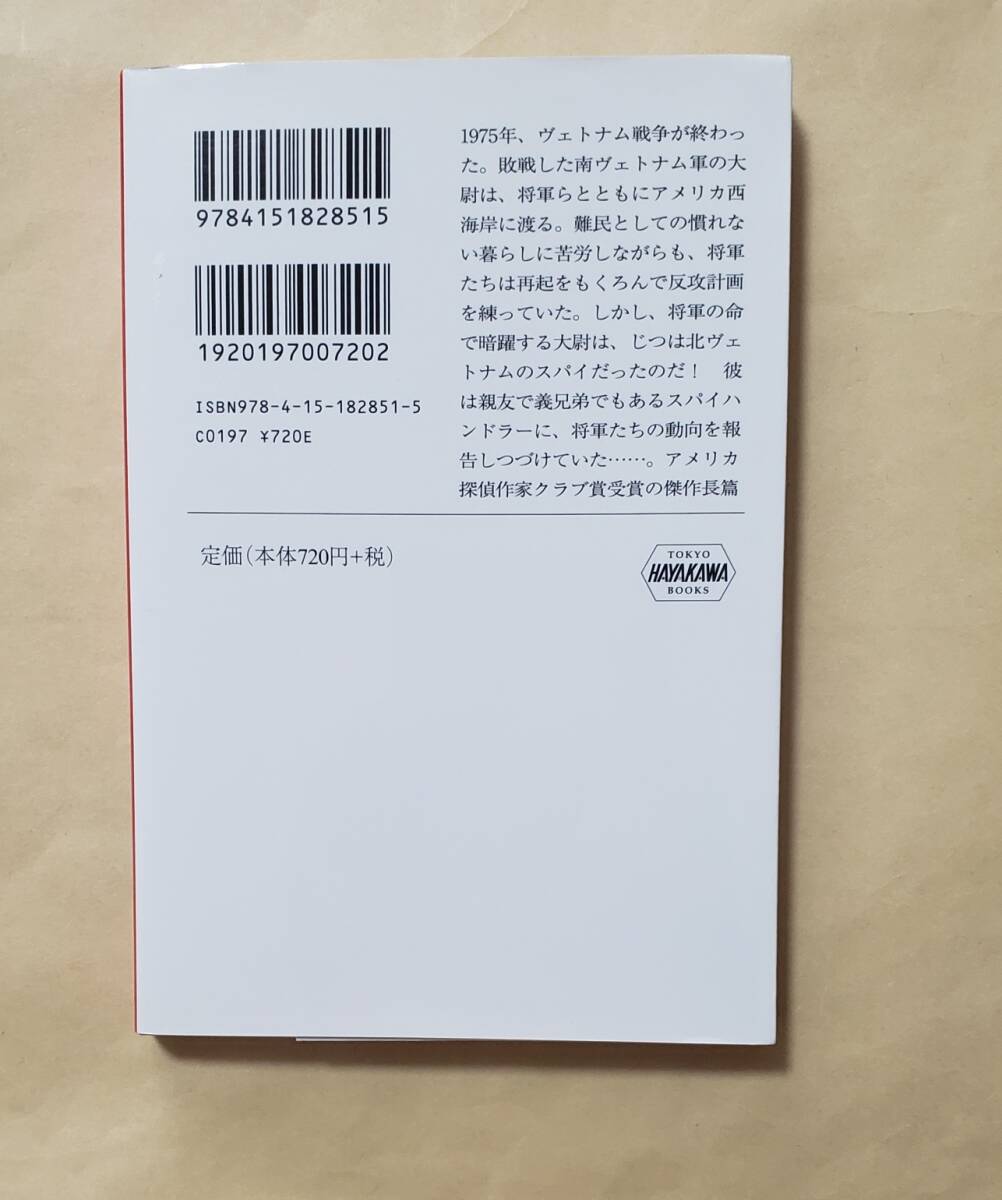 9784151828515
1920197007202
ISBN978-4-15-182851-5
C0197 ¥720E
1975年、ヴェトナム戦争が終わっ
た。敗戦した南ヴェトナム軍の大
尉は、将軍らとともにアメリカ西
海岸に渡る。難民としての慣れな
い暮らしに苦労しながらも、将軍
たちは再起をもくろんで反攻計画
を練っていた。しかし、将軍の命
で暗躍する大尉は、じつは北ヴェ
トナムのスパイだったのだ！　彼
は親友で義兄弟でもあるスパイハ
ンドラーに、将軍たちの動向を報
告しつづけていた……。アメリカ
探偵作家クラブ賞受賞の傑作長篇
定価（本体720円+税）
TOKYO
HAYAKAWA
BOOKS